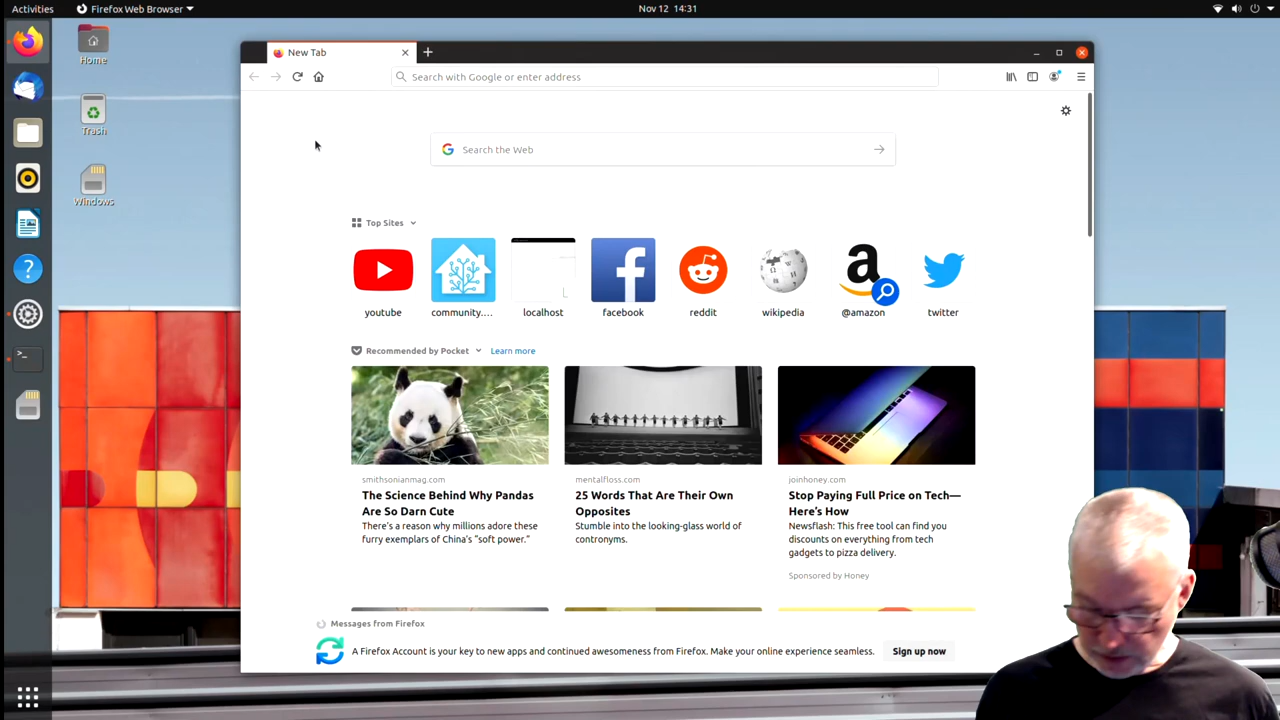 Activities
Firefox Web Browser
Nov 12 14:31
Home
Trash
Windows
New Tab
Search with Google or enter address
Search the Web
Top Sites
youtube
community....
localhost
facebook
reddit
wikipedia
@amazon
twitter
Recommended by Pocket
Learn more
smithsonianmag.com
The Science Behind Why Pandas
Are So Darn Cute
There's a reason why millions adore these
furry exemplars of China's "soft power."
mentalfloss.com
25 Words That Are Their Own
Opposites
Stumble into the looking-glass world of
contronyms.
joinhoney.com
Stop Paying Full Price on Tech—
Here's How
Newsflash: This free tool can find you
discounts on everything from tech
gadgets to pizza delivery.
Sponsored by Honey
Messages from Firefox
A Firefox Account is your key to new apps and continued awesomeness from Firefox. Make your online experience seamless.
Sign up now